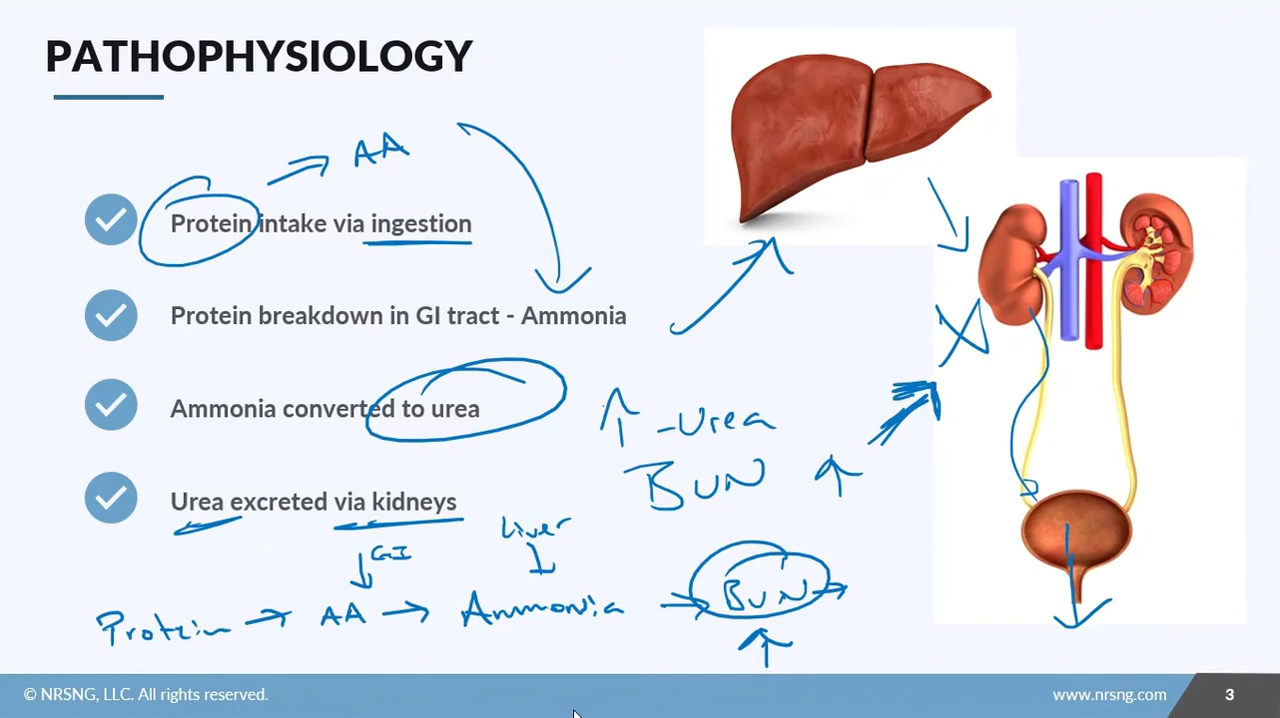 PATHOPHYSIOLOGY
AA
Protein intake via ingestion
Protein breakdown in GI tract - Ammonia
Ammonia converted to urea
↑ -Urea
BUN ↑
Urea excreted via kidneys
GI
Liver
Protein → AA → Ammonia → BUN →
© NRSNG, LLC. All rights reserved.
www.nrsng.com
3